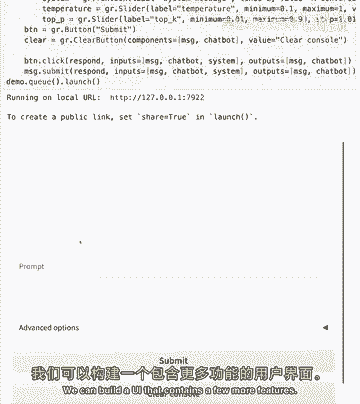 temperature = gr.Slider(label="temperature", minimum=0.1, maximum=1, v
top_p = gr.Slider(label="top_k", minimum=0.01, maximum=0.9), step=0.01
btn = gr.Button("Submit")
clear = gr.ClearButton(components=[msg, chatbot], value="Clear console")
btn.click(respond, inputs=[msg, chatbot, system], outputs=[msg, chatbot])
msg.submit(respond, inputs=[msg, chatbot, system], outputs=[msg, chatbot])
demo.queue().launch()
Running on local URL: http://127.0.0.1:7922
To create a public link, set `share=True` in `launch()`.
Prompt
Advanced options
Submit
我们可以构建一个包含更多功能的用户界面。
We can build a UI that contains a few more features.
Clear console